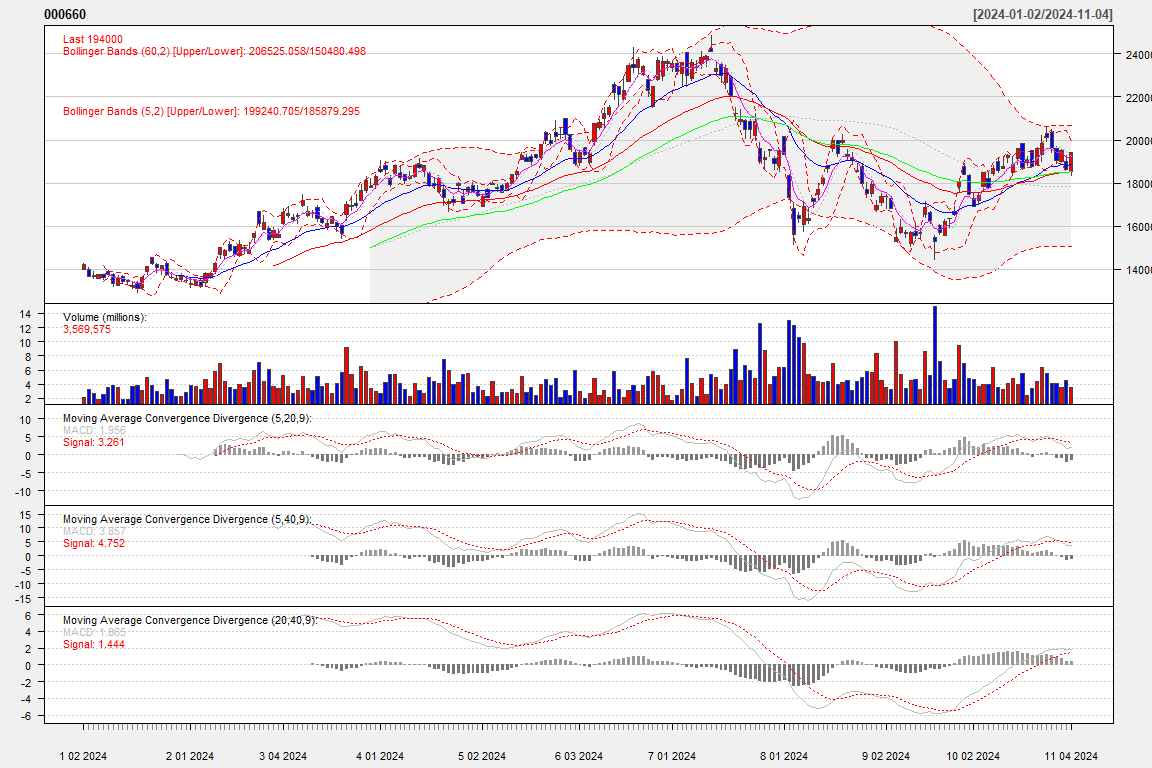 000660 [2024-01-02/2024-11-04]
Last 194000
Bollinger Bands (60,2) [Upper/Lower]: 206525.058/150480.498
Bollinger Bands (5,2) [Upper/Lower]: 199240.705/185879.295
24000
22000
20000
18000
16000
14000
Volume (millions):
3,569,575
14
12
10
8
6
4
2
Moving Average Convergence Divergence (5,20,9):
MACD: 1.956
Signal: 3.261
10
5
0
-5
-10
Moving Average Convergence Divergence (5,40,9):
MACD: 3.857
Signal: 4.752
15
10
5
0
-5
-10
-15
Moving Average Convergence Divergence (20,40,9):
MACD: 1.865
Signal: 1.444
6
4
2
0
-2
-4
-6
1 02 2024 2 01 2024 3 04 2024 4 01 2024 5 02 2024 6 03 2024 7 01 2024 8 01 2024 9 02 2024 10 02 2024 11 04 2024